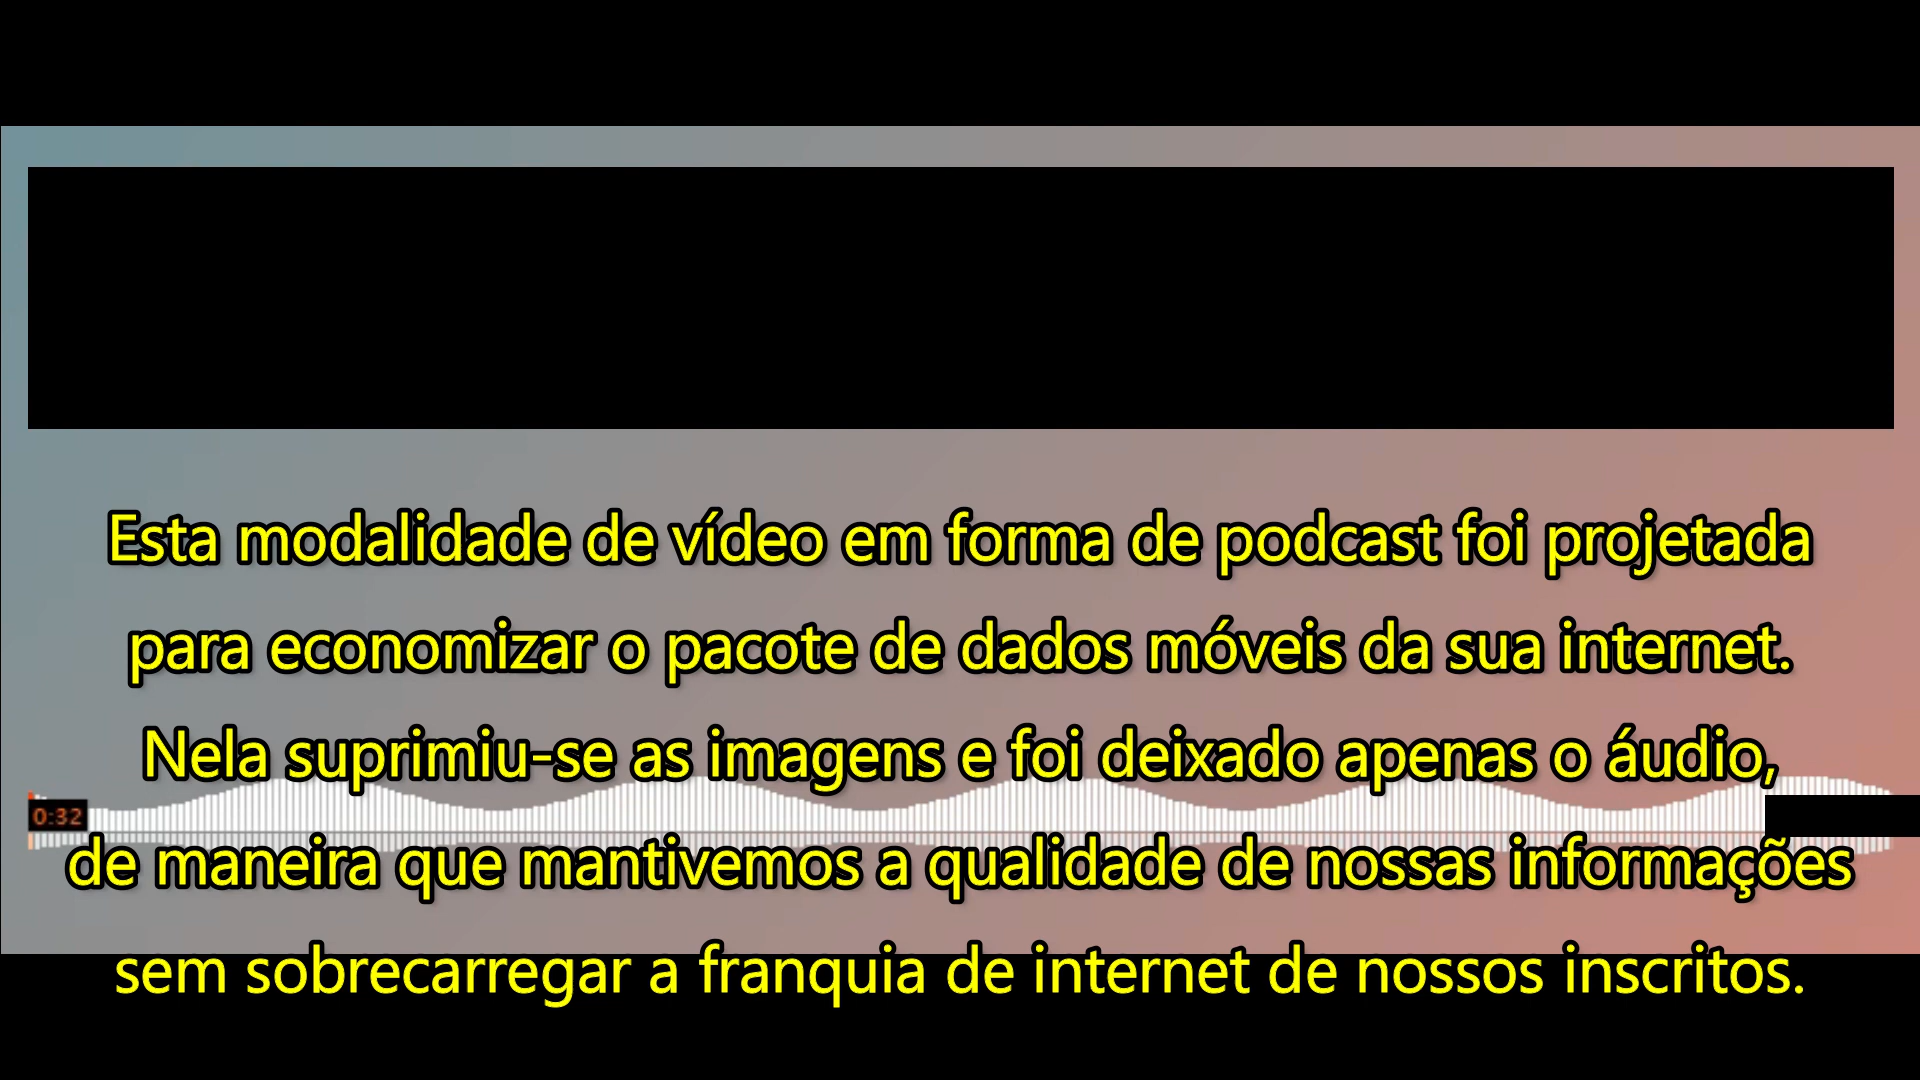 Esta modalidade de vídeo em forma de podcast foi projetada
para economizar o pacote de dados móveis da sua internet.
Nela suprimiu-se as imagens e foi deixado apenas o áudio,
0:32
de maneira que mantivemos a qualidade de nossas informações
sem sobrecarregar a franquia de internet de nossos inscritos.